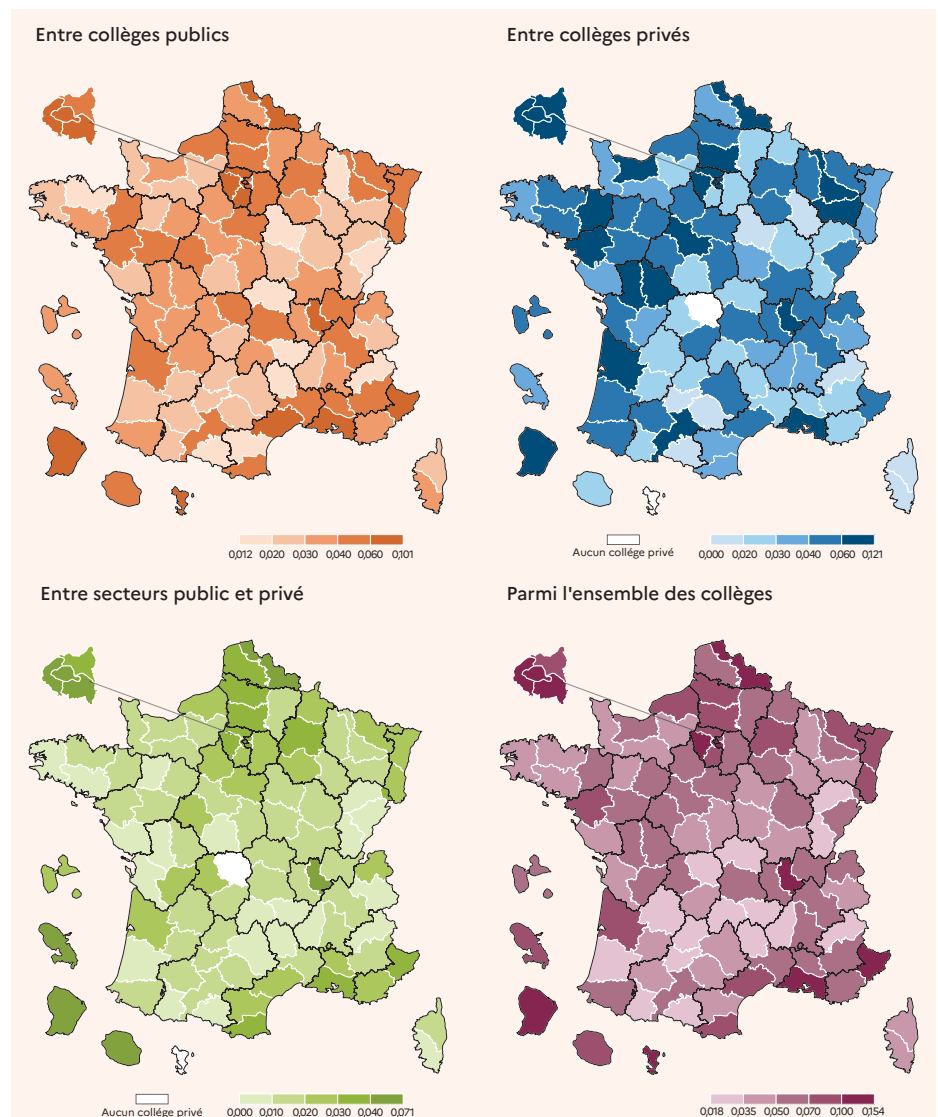 Entre collèges publics
Entre collèges privés
0,012 0,020 0,030 0,040 0,060 0,101
Aucun collége privé
0,000 0,020 0,030 0,040 0,060 0,121
Entre secteurs public et privé
Parmi l'ensemble des collèges
Aucun collége privé
0,000 0,010 0,020 0,030 0,040 0,071
0,018 0,035 0,050 0,070 0,100 0,154